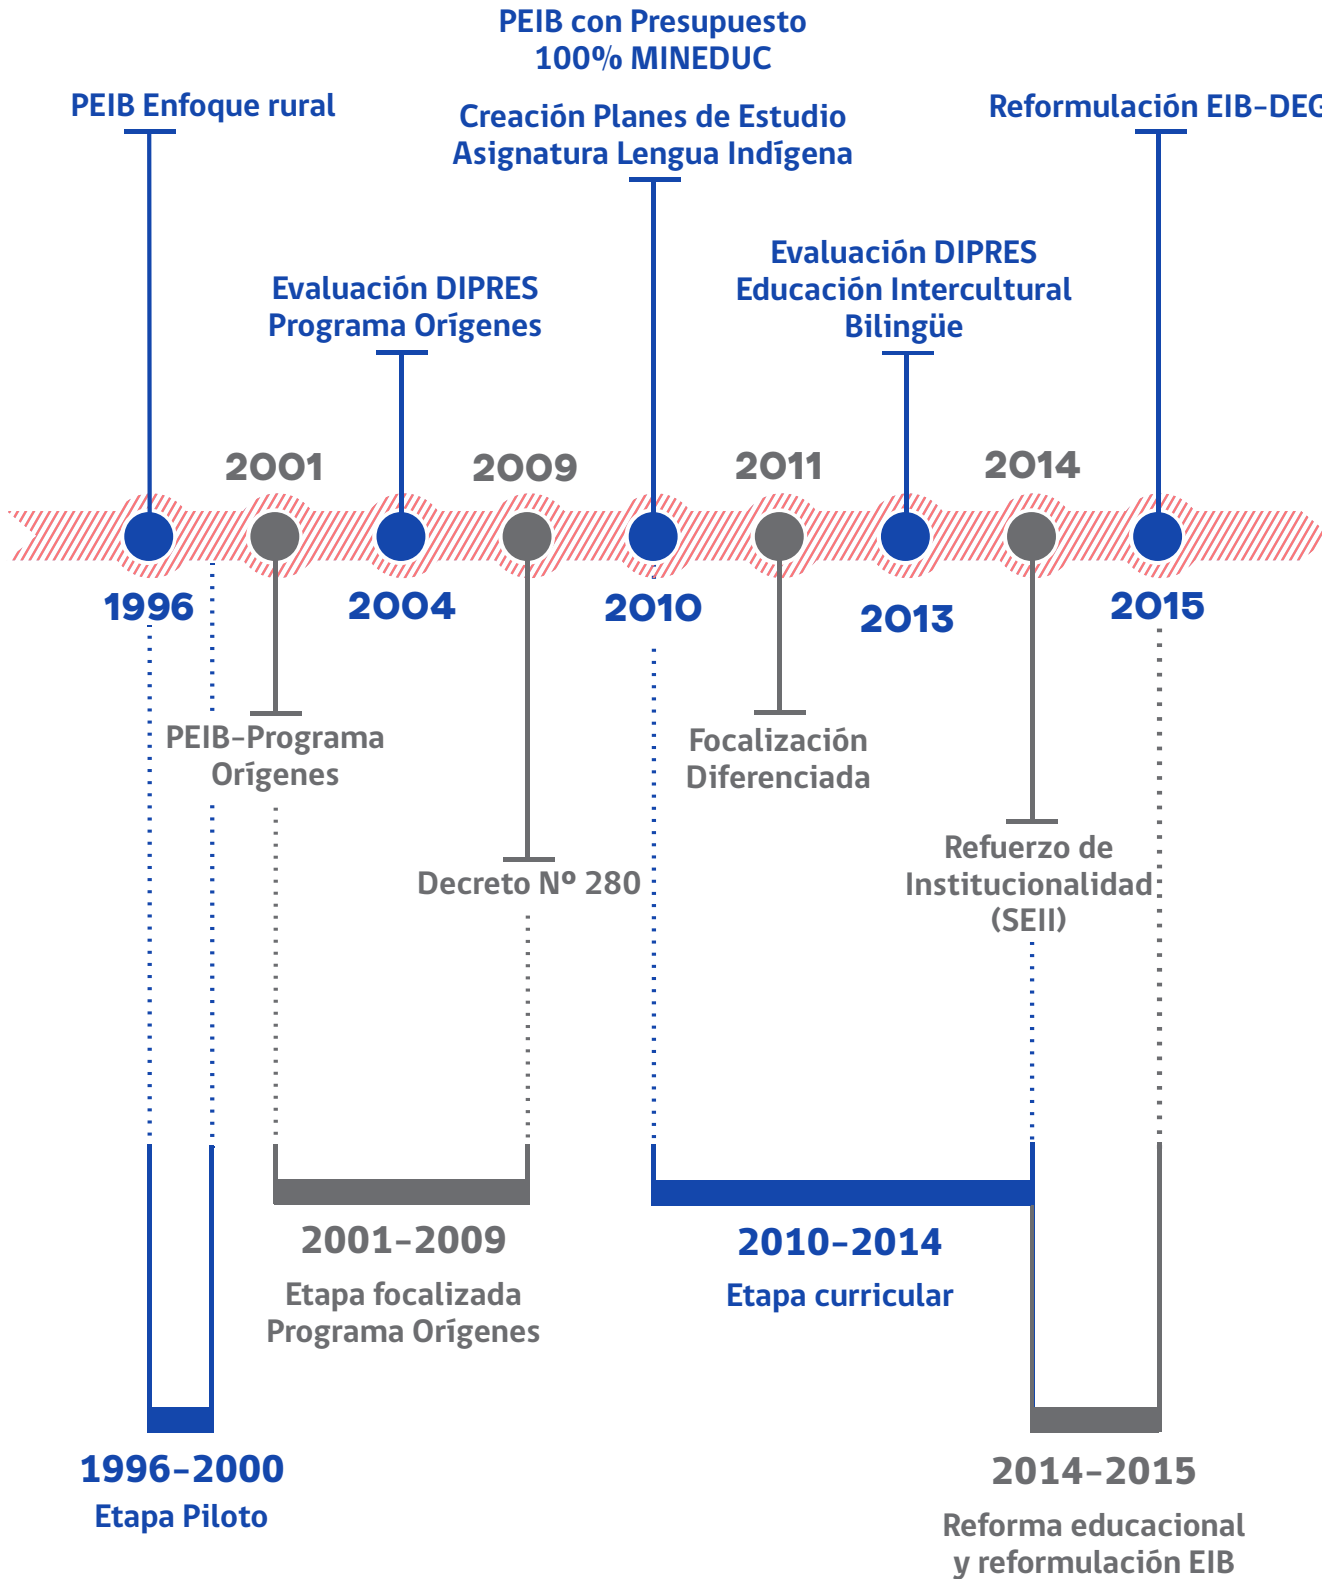 PEIB con Presupuesto
100% MINEDUC
PEIB Enfoque rural
Creación Planes de Estudio
Asignatura Lengua Indígena
Reformulación EIB-DEG
Evaluación DIPRES
Programa Orígenes
Evaluación DIPRES
Educación Intercultural
Bilingüe
2001
2009
2011
2014
1996
2004
2010
2013
2015
PEIB-Programa
Orígenes
Focalización
Diferenciada
Decreto Nº 280
Refuerzo de
Institucionalidad
(SEII)
2001-2009
Etapa focalizada
Programa Orígenes
2010-2014
Etapa curricular
1996-2000
Etapa Piloto
2014-2015
Reforma educacional
y reformulación EIB